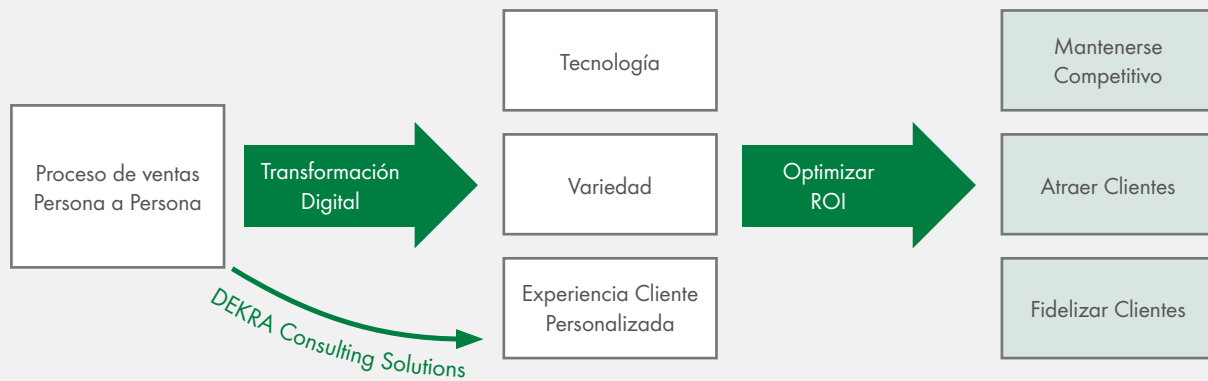 Proceso de ventas
Persona a Persona
Transformación
Digital
DEKRA Consulting Solutions
Tecnología
Variedad
Experiencia Cliente
Personalizada
Optimizar
ROI
Mantenerse
Competitivo
Atraer Clientes
Fidelizar Clientes